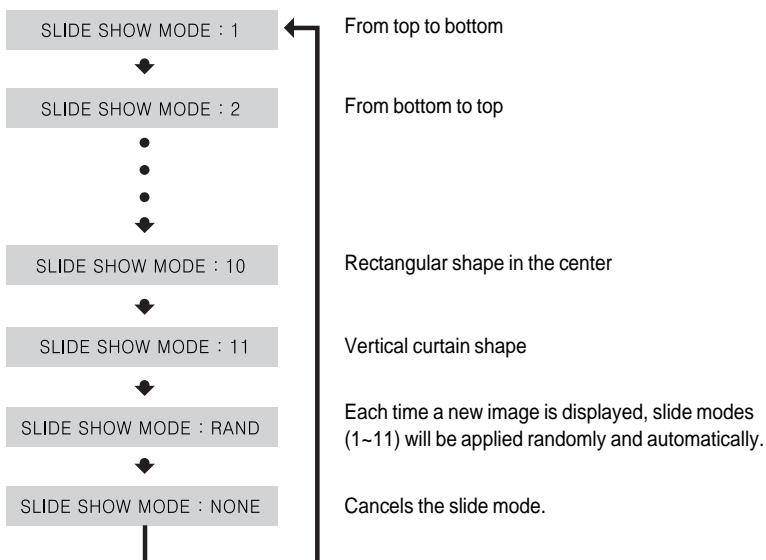 SLIDE SHOW MODE : 1
From top to bottom
SLIDE SHOW MODE : 2
From bottom to top
SLIDE SHOW MODE : 10
Rectangular shape in the center
SLIDE SHOW MODE : 11
Vertical curtain shape
SLIDE SHOW MODE : RAND
Each time a new image is displayed, slide modes
(1~11) will be applied randomly and automatically.
SLIDE SHOW MODE : NONE
Cancels the slide mode.